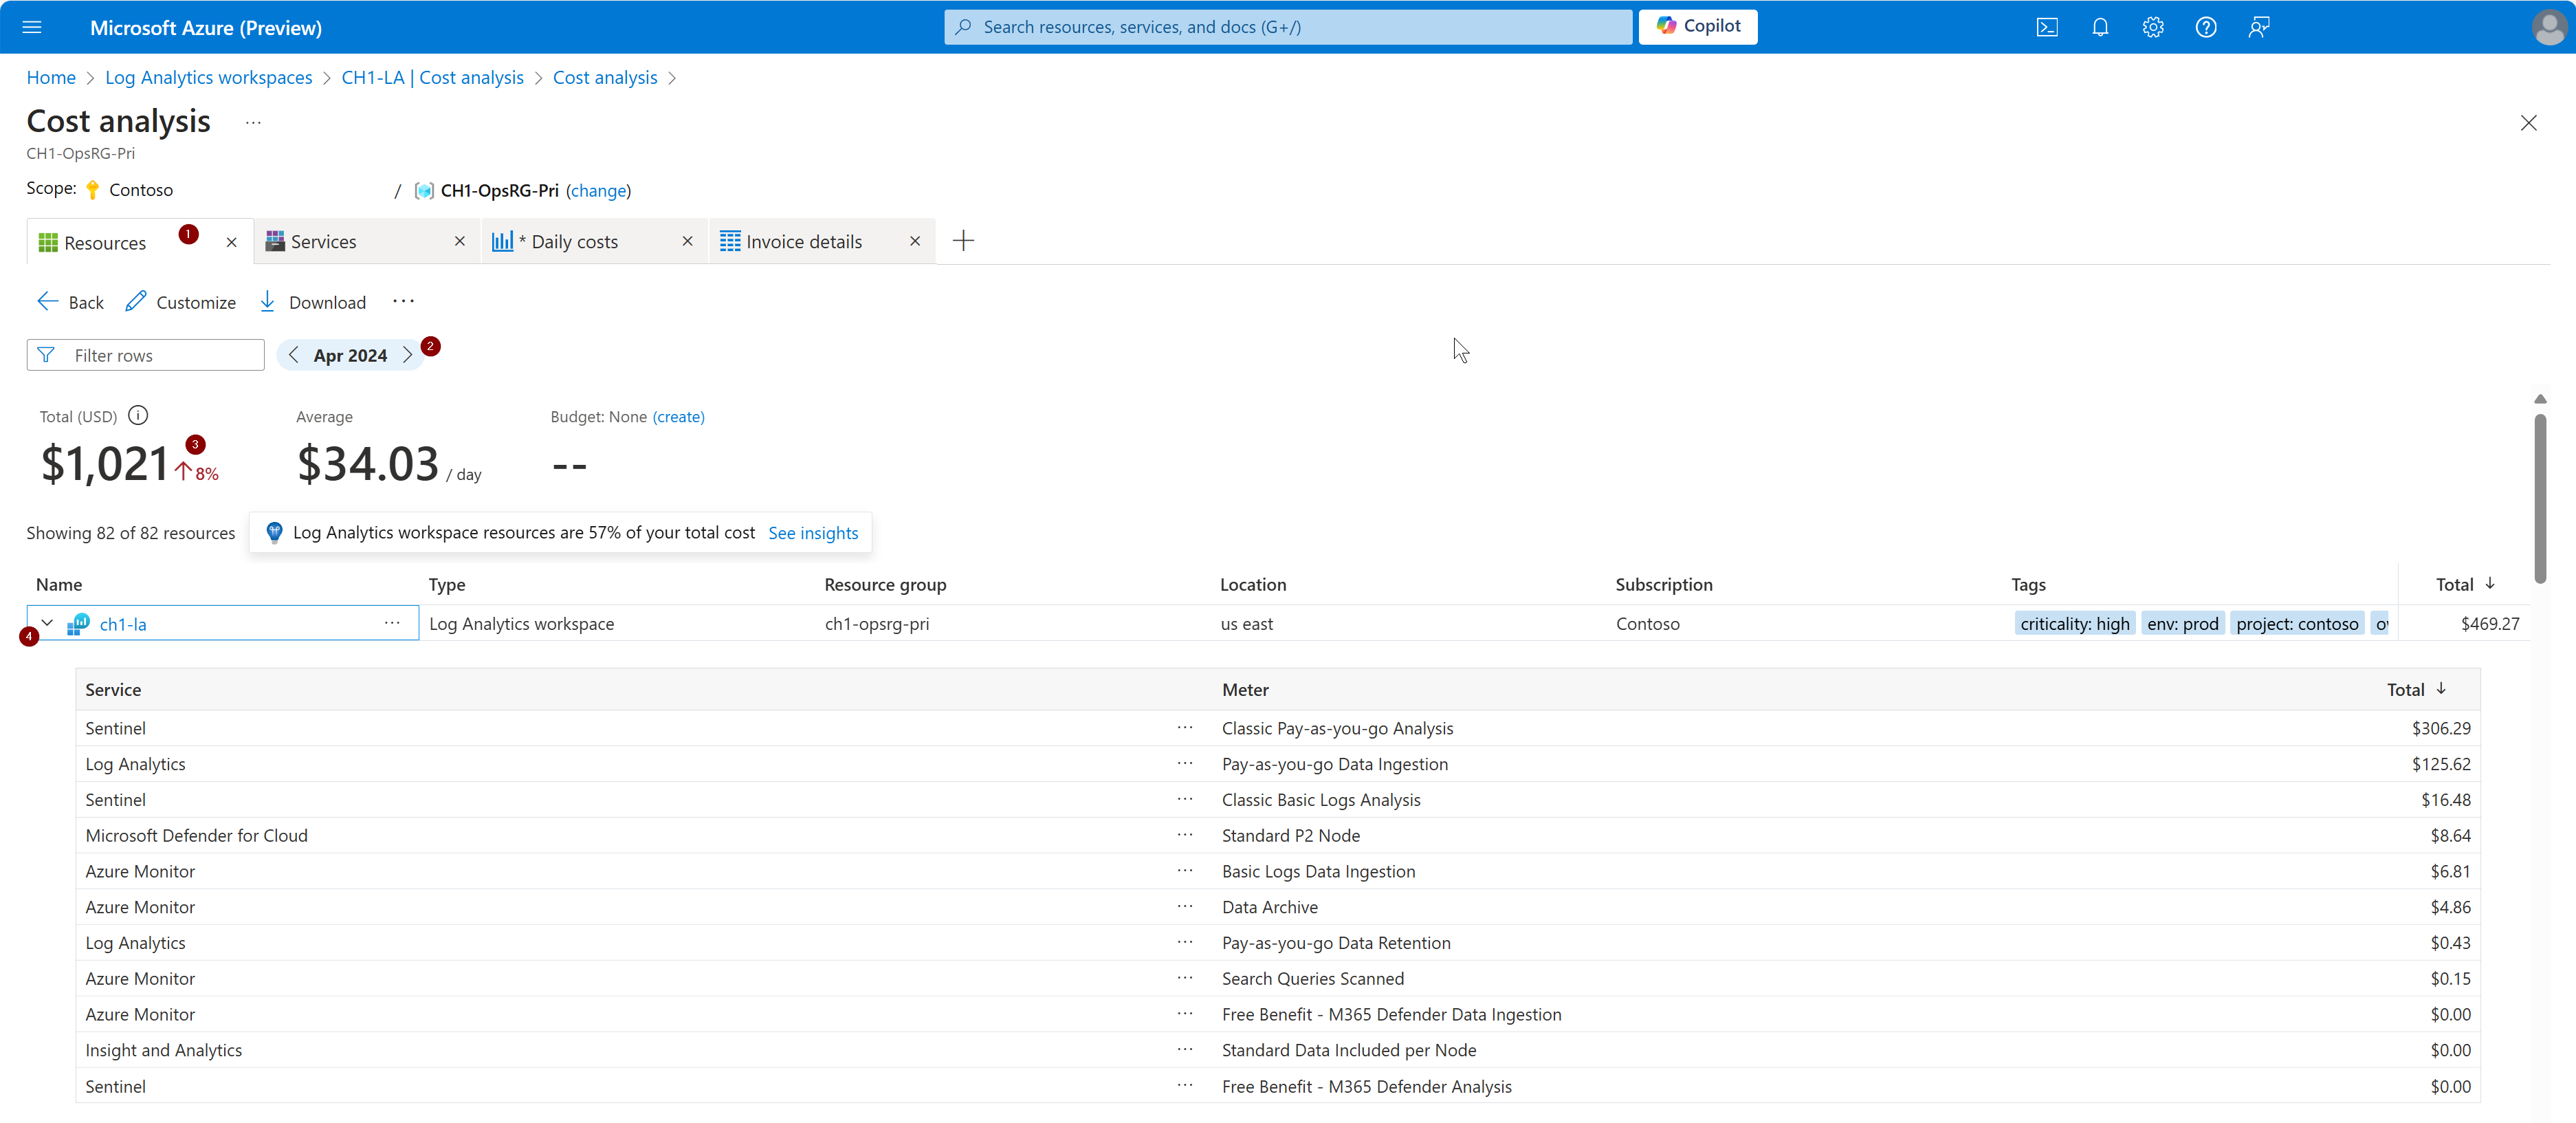 Microsoft Azure (Preview)
Search resources, services, and docs (G+/)
Copilot
Home > Log Analytics workspaces > CH1-LA | Cost analysis > Cost analysis >
Cost analysis ...
CH1-OpsRG-Pri
Scope: Contoso / CH1-OpsRG-Pri (change)
Resources 1 Services * Daily costs Invoice details
Back Customize Download ...
Filter rows < Apr 2024 > 2
Total (USD) Average Budget: None (create)
$1,021 ↑8% 3 $34.03 / day --
Showing 82 of 82 resources Log Analytics workspace resources are 57% of your total cost See insights
Name Type Resource group Location Subscription Tags Total ↓
4 ch1-la ... Log Analytics workspace ch1-opsrg-pri us east Contoso criticality: high env: prod project: contoso $469.27
Service Meter Total ↓
Sentinel ... Classic Pay-as-you-go Analysis $306.29
Log Analytics ... Pay-as-you-go Data Ingestion $125.62
Sentinel ... Classic Basic Logs Analysis $16.48
Microsoft Defender for Cloud ... Standard P2 Node $8.64
Azure Monitor ... Basic Logs Data Ingestion $6.81
Azure Monitor ... Data Archive $4.86
Log Analytics ... Pay-as-you-go Data Retention $0.43
Azure Monitor ... Search Queries Scanned $0.15
Azure Monitor ... Free Benefit - M365 Defender Data Ingestion $0.00
Insight and Analytics ... Standard Data Included per Node $0.00
Sentinel ... Free Benefit - M365 Defender Analysis $0.00